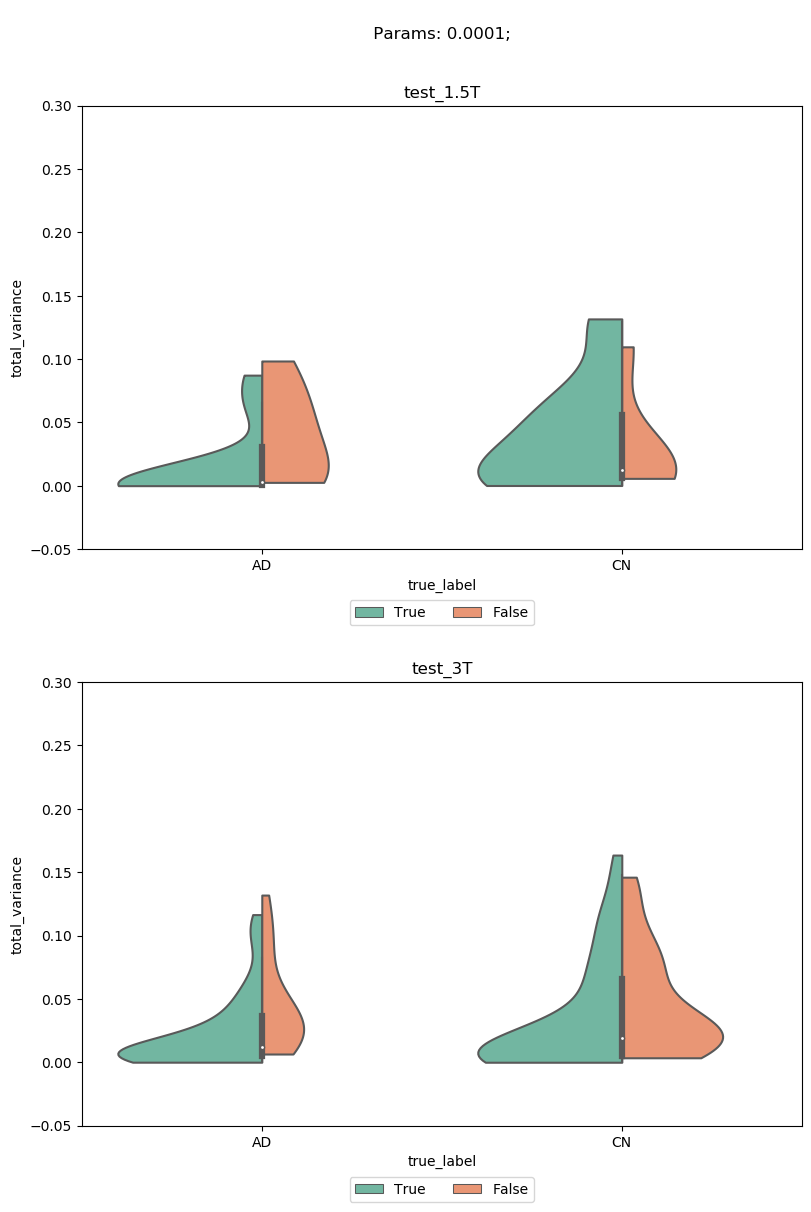 Params: 0.0001;
test_1.5T
0.30
0.25
0.20
0.15
0.10
0.05
0.00
−0.05
total_variance
AD CN
true_label
True False
test_3T
0.30
0.25
0.20
0.15
0.10
0.05
0.00
−0.05
total_variance
AD CN
true_label
True False